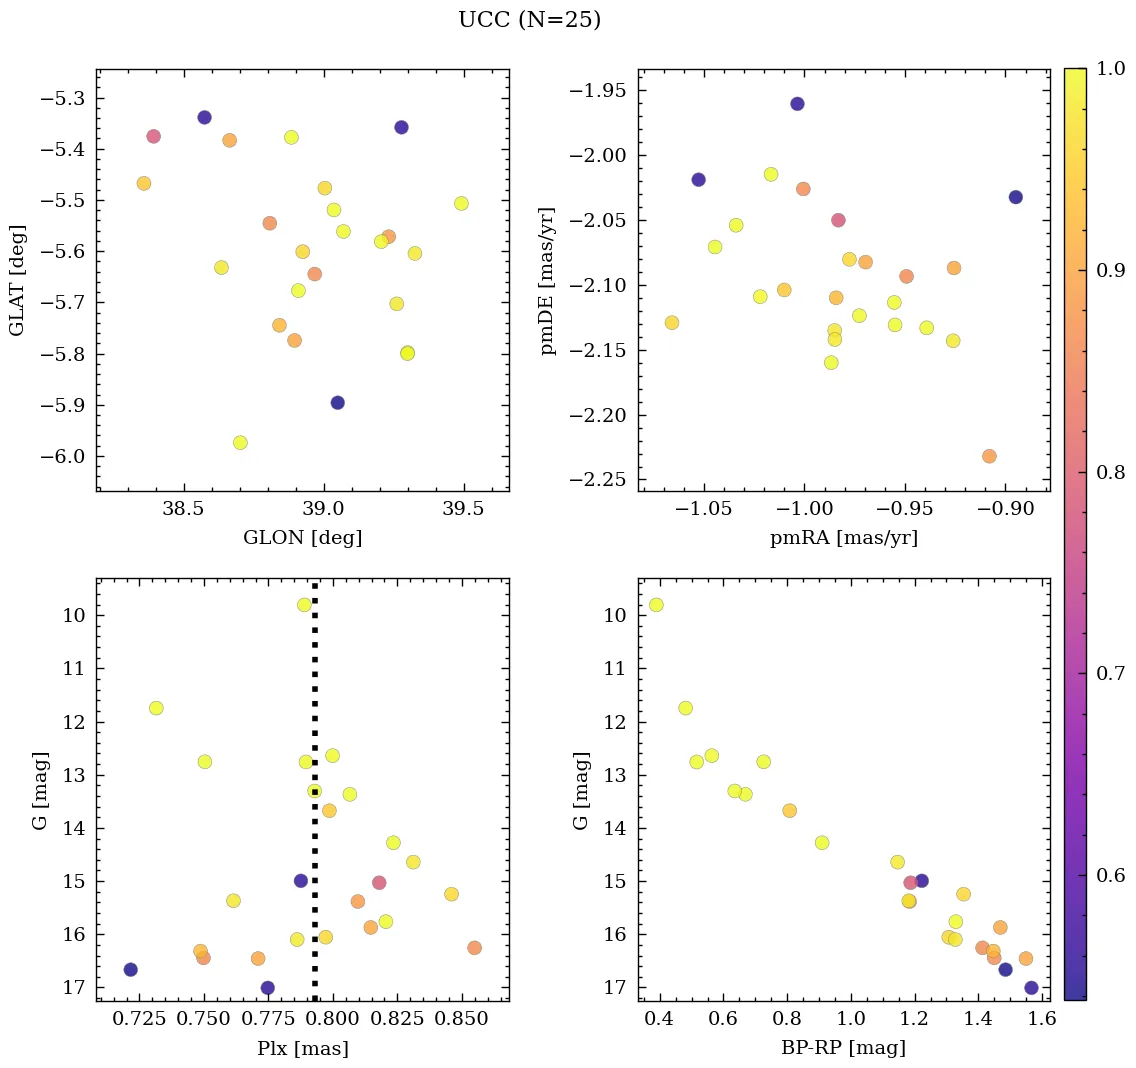 UCC (N=25)
−5.3
−5.4
−5.5
−5.6
−5.7
−5.8
−5.9
−6.0
GLAT [deg]
38.5 39.0 39.5
GLON [deg]
−1.95
−2.00
−2.05
−2.10
−2.15
−2.20
−2.25
pmDE [mas/yr]
−1.05 −1.00 −0.95 −0.90
pmRA [mas/yr]
10
11
12
13
14
15
16
17
G [mag]
0.725 0.750 0.775 0.800 0.825 0.850
Plx [mas]
10
11
12
13
14
15
16
17
G [mag]
0.4 0.6 0.8 1.0 1.2 1.4 1.6
BP-RP [mag]
1.0
0.9
0.8
0.7
0.6